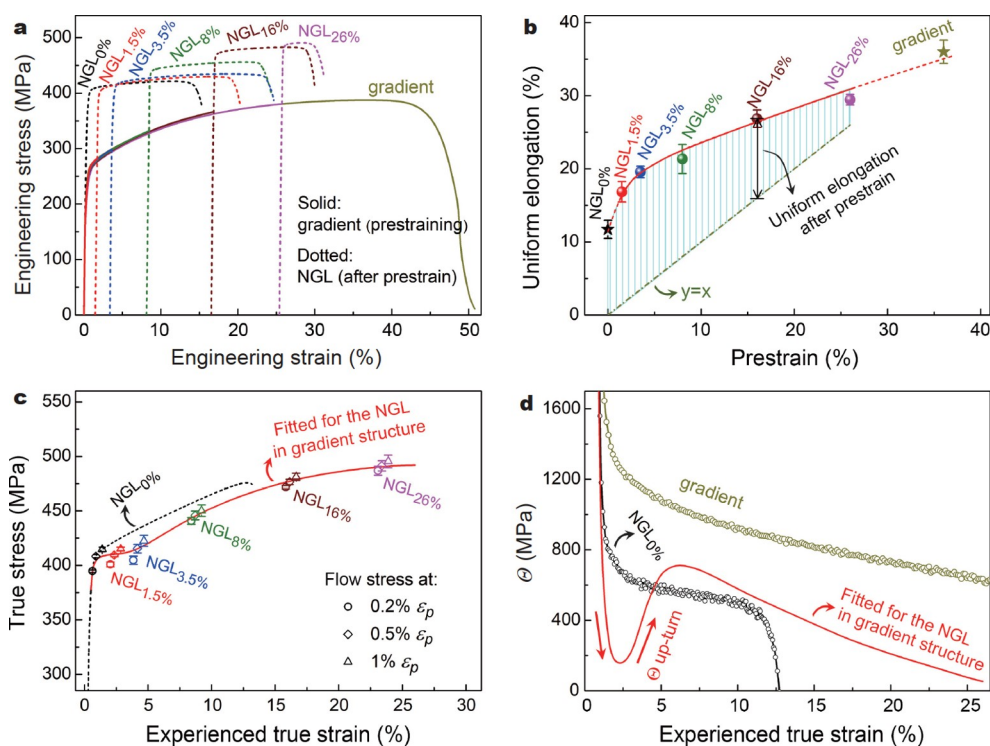 a
NGL0%
NGL1.5%
NGL3.5%
NGL8%
NGL16%
NGL26%
gradient
Solid:
gradient (prestraining)
Dotted:
NGL (after prestrain)
500
400
300
200
100
0
0 10 20 30 40 50
Engineering stress (MPa)
Engineering strain (%)
b
NGL0%
NGL1.5%
NGL3.5%
NGL8%
NGL16%
NGL26%
gradient
Uniform elongation
after prestrain
y=x
40
30
20
10
0
0 10 20 30 40
Uniform elongation (%)
Prestrain (%)
c
Fitted for the NGL
in gradient structure
NGL0%
NGL1.5%
NGL3.5%
NGL8%
NGL16%
NGL26%
Flow stress at:
0.2% εp
0.5% εp
1% εp
550
500
450
400
350
300
0 5 10 15 20 25 30
True stress (MPa)
Experienced true strain (%)
d
gradient
NGL0%
Θ up-turn
Fitted for the NGL
in gradient structure
1600
1200
800
400
0
0 5 10 15 20 25
Θ (MPa)
Experienced true strain (%)